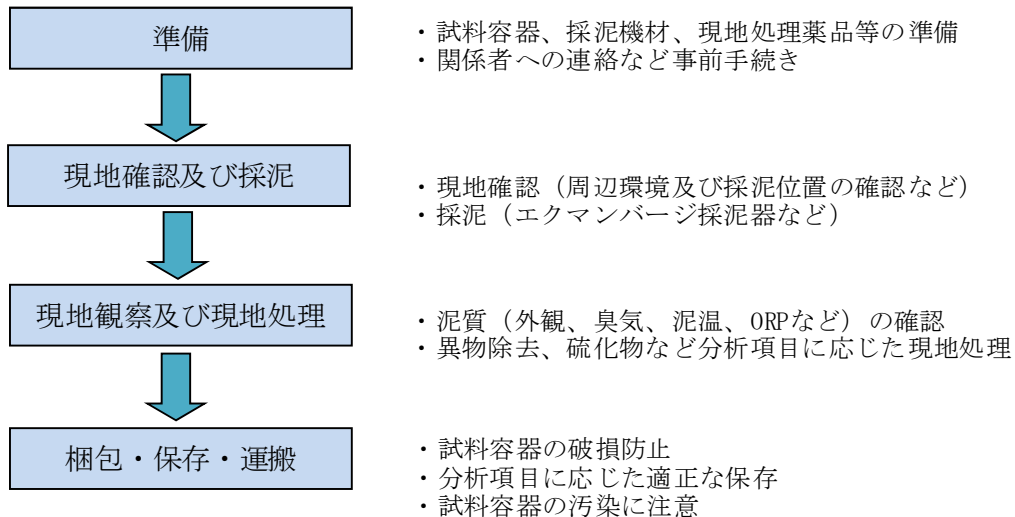 準備
・試料容器、採泥機材、現地処理薬品等の準備
・関係者への連絡など事前手続き
現地確認及び採泥
・現地確認（周辺環境及び採泥位置の確認など）
・採泥（エクマンバージ採泥器など）
現地観察及び現地処理
・泥質（外観、臭気、泥温、ORPなど）の確認
・異物除去、硫化物など分析項目に応じた現地処理
梱包・保存・運搬
・試料容器の破損防止
・分析項目に応じた適正な保存
・試料容器の汚染に注意